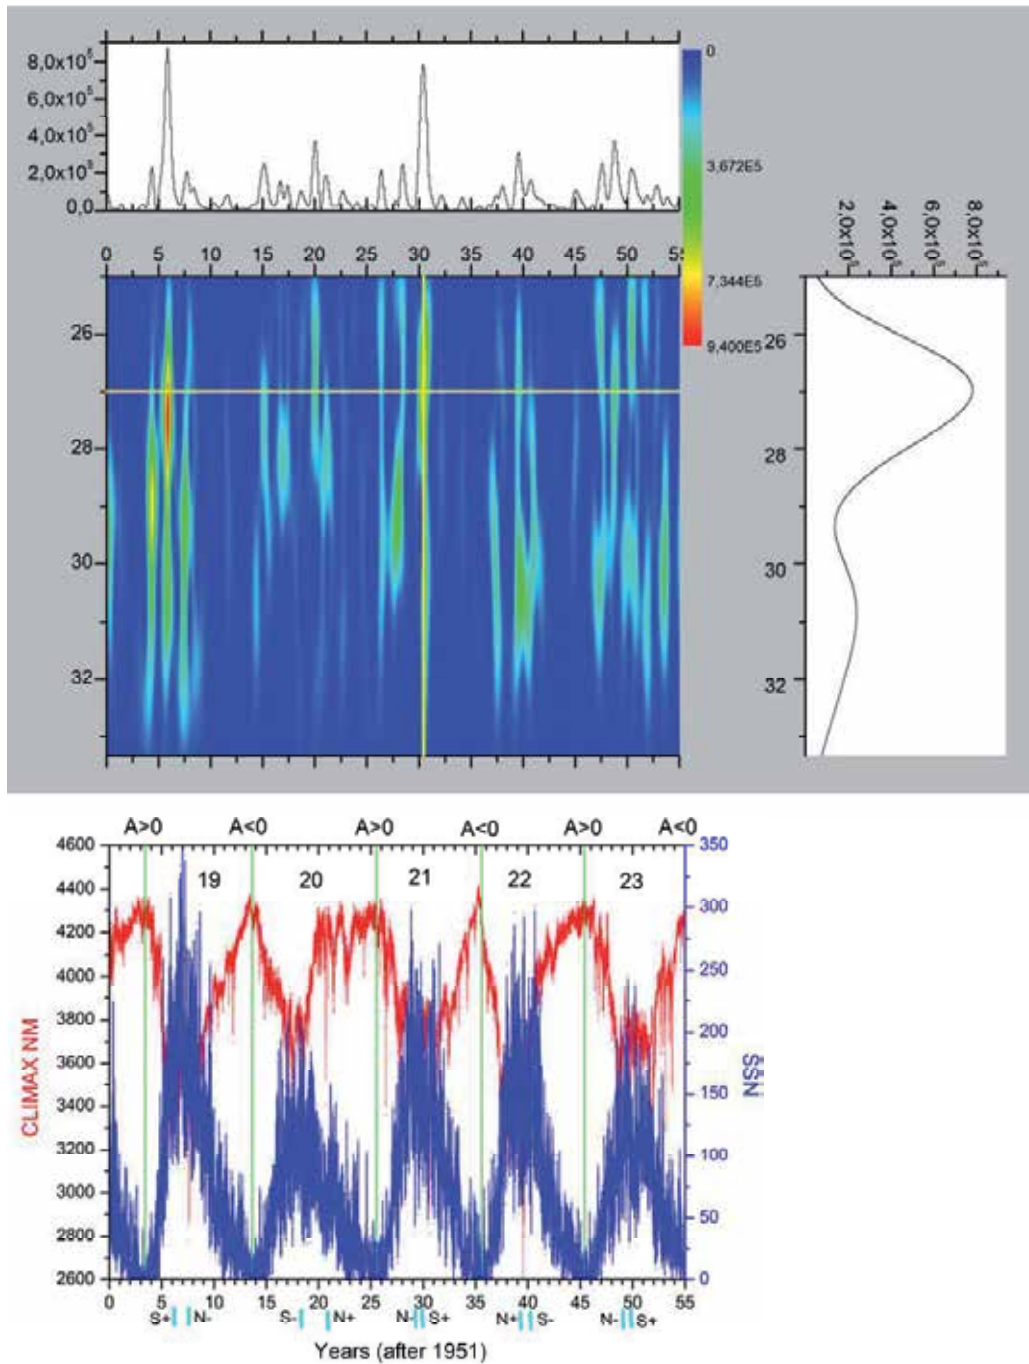 8,0x10⁵
6,0x10⁵
4,0x10⁵
2,0x10⁵
0,0
0
3,672E5
7,344E5
9,400E5
0 5 10 15 20 25 30 35 40 45 50 55
26
28
30
32
2.0x10⁵ 4.0x10⁵ 6.0x10⁵ 8.0x10⁵
26
28
30
32
A>0 A<0 A>0 A<0 A>0 A<0
19 20 21 22 23
CLIMAX NM
4600
4400
4200
4000
3800
3600
3400
3200
3000
2800
2600
350
300
250
200
150
100
50
0
NSS
0 5 10 15 20 25 30 35 40 45 50 55
S+ N- S- N+ N- S+ N+ S- N- S+
Years (after 1951)